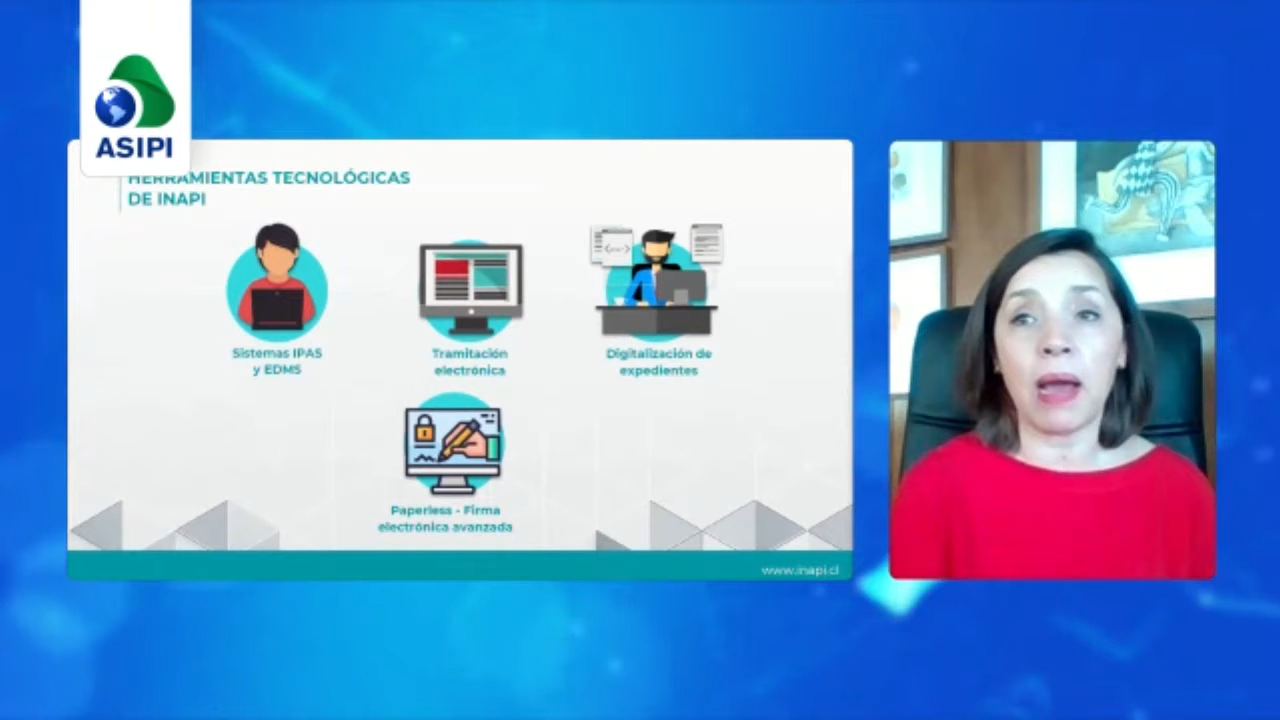 ASIPI
HERRAMIENTAS TECNOLÓGICAS
DE INAPI
Sistemas IPAS
y EDMS
Tramitación
electrónica
Digitalización de
expedientes
Paperless - Firma
electrónica avanzada
www.inapi.cl